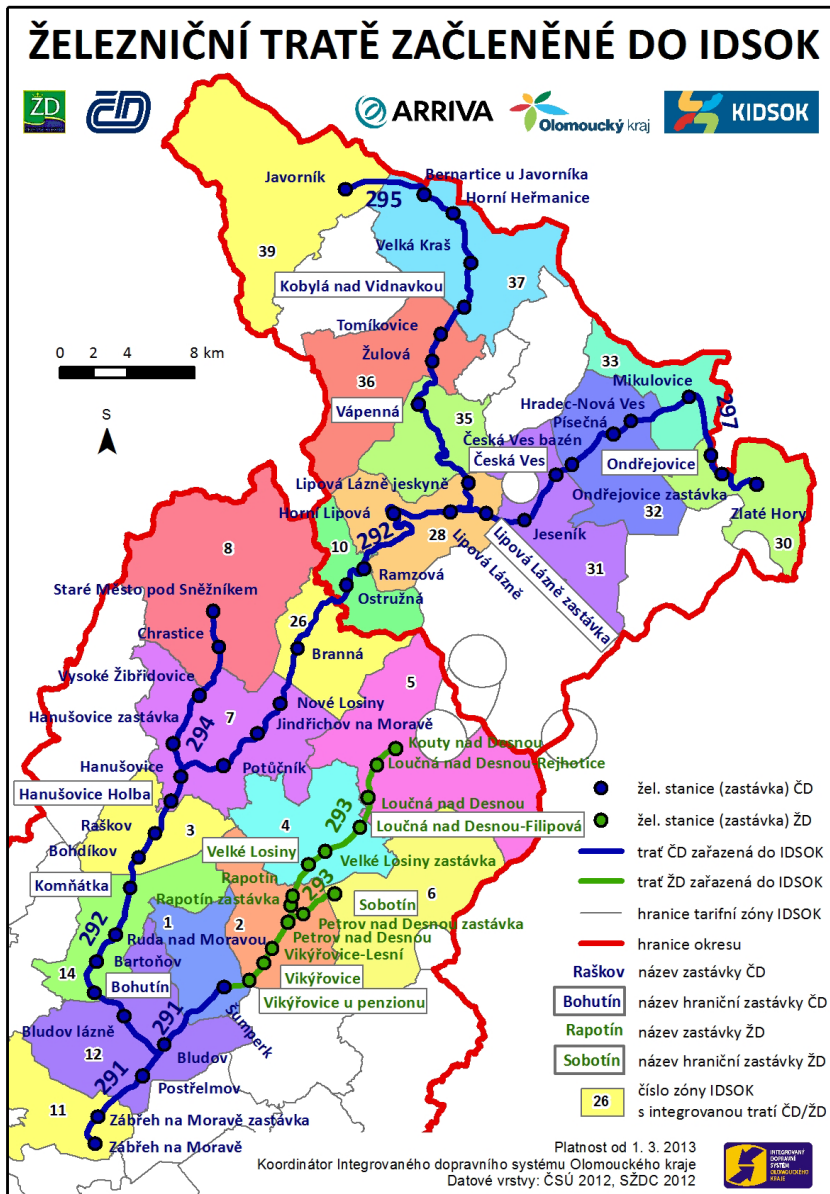 ŽELEZNIČNÍ TRATĚ ZAČLENĚNÉ DO IDSOK
ŽD
ČD
ARRIVA
Olomoucký kraj
KIDSOK
Javorník
Bernartice u Javorníka
295
Horní Heřmanice
39
Velká Kraš
37
Kobylá nad Vidnavkou
Tomíkovice
0 4 8 km
2
Žulová
33
36
Mikulovice
297
S
Vápenná
35
Hradec-Nová Ves
Písečná
Česká Ves bazén
Česká Ves
Ondřejovice
Lipová Lázně jeskyně
Ondřejovice zastávka
Horní Lipová
32
Zlaté Hory
292
28
Jeseník
30
8
10
Lipová Lázně
Lipová Lázně zastávka
31
Ramzová
Staré Město pod Sněžníkem
Ostružná
26
Chrastice
Branná
Vysoké Žibřidovice
5
Nové Losiny
Hanušovice zastávka
7
294
Jindřichov na Moravě
Kouty nad Desnou
Hanušovice
Potůčník
Loučná nad Desnou-Rejhotice
Hanušovice Holba
žel. stanice (zastávka) ČD
Loučná nad Desnou
293
Raškov
3
4
Loučná nad Desnou-Filipová
žel. stanice (zastávka) ŽD
Bohdíkov
Velké Losiny
Velké Losiny zastávka
trať ČD zařazená do IDSOK
Komňátka
Rapotín
293
6
trať ŽD zařazená do IDSOK
Rapotín zastávka
Sobotín
hranice tarifní zóny IDSOK
292
1
2
Petrov nad Desnou zastávka
Ruda nad Moravou
Petrov nad Desnou
hranice okresu
Bartoňov
Vikýřovice-Lesní
14
Raškov název zastávky ČD
Bohutín
Vikýřovice
Bohutín název hraniční zastávky ČD
Vikýřovice u penzionu
Šumperk
291
Bludov lázně
Rapotín název zastávky ŽD
12
Bludov
Sobotín název hraniční zastávky ŽD
291
Postřelmov
11
26 číslo zóny IDSOK
s integrovanou tratí ČD/ŽD
Zábřeh na Moravě zastávka
Zábřeh na Moravě
Platnost od 1. 3. 2013
Koordinátor Integrovaného dopravního systému Olomouckého kraje
Datové vrstvy: ČSÚ 2012, SŽDC 2012
INTEGROVANÝ
DOPRAVNÍ
SYSTÉM
OLOMOUCKÉHO
KRAJE